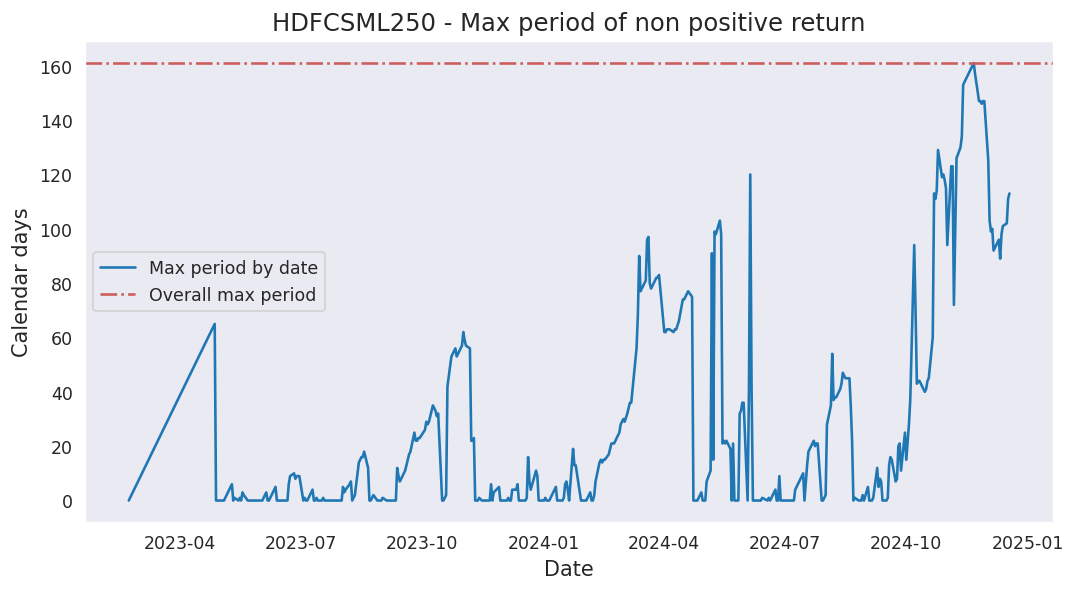 HDFCSML250 - Max period of non positive return
Calendar days
160
140
120
100
80
60
40
20
0
Max period by date
Overall max period
2023-04 2023-07 2023-10 2024-01 2024-04 2024-07 2024-10 2025-01
Date